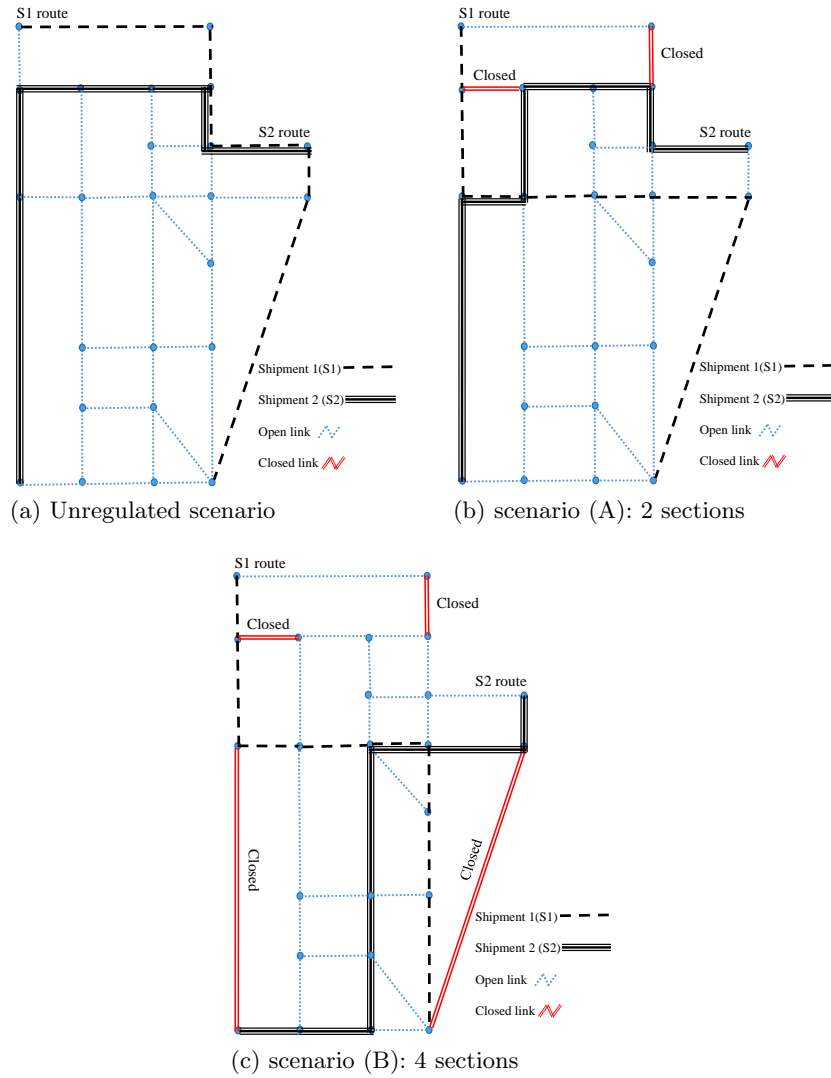 S1 route
S2 route
Shipment 1(S1)
Shipment 2 (S2)
Open link
Closed link
(a) Unregulated scenario
S1 route
Closed
Closed
S2 route
Shipment 1(S1)
Shipment 2 (S2)
Open link
Closed link
(b) scenario (A): 2 sections
S1 route
Closed
Closed
S2 route
Closed
Closed
Shipment 1(S1)
Shipment 2 (S2)
Open link
Closed link
(c) scenario (B): 4 sections